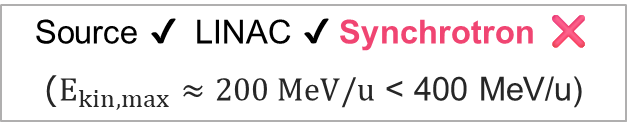 Source ✔ LINAC ✔ Synchrotron ❌
(E_kin,max ≈ 200 MeV/u < 400 MeV/u)